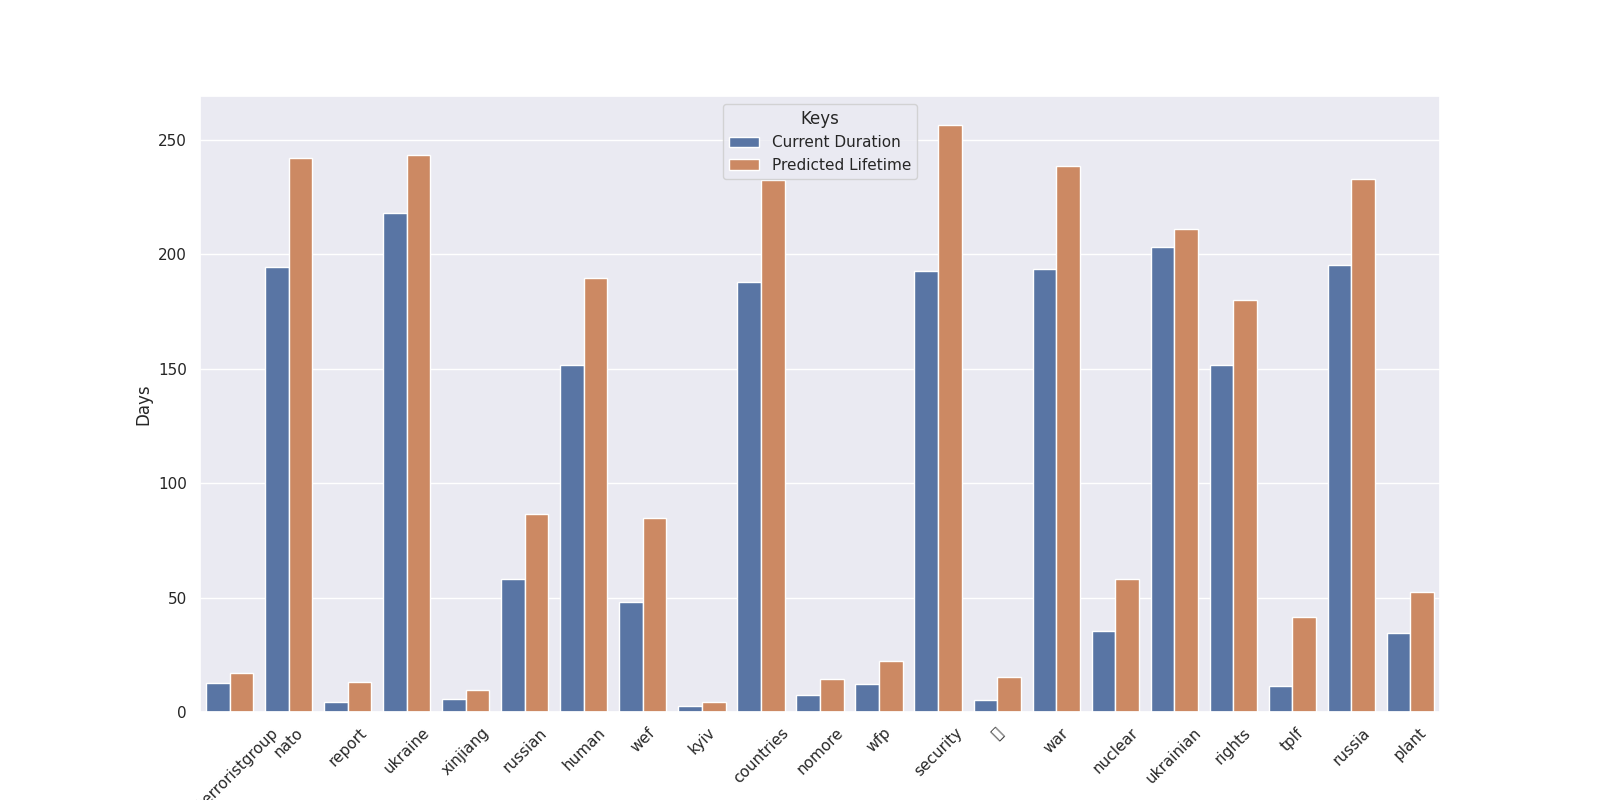 Keys
Current Duration
Predicted Lifetime
Days
250
200
150
100
50
0
erroristgroup
nato
report
ukraine
xinjiang
russian
human
wef
kyiv
countries
nomore
wfp
security
war
nuclear
ukrainian
rights
tplf
russia
plant